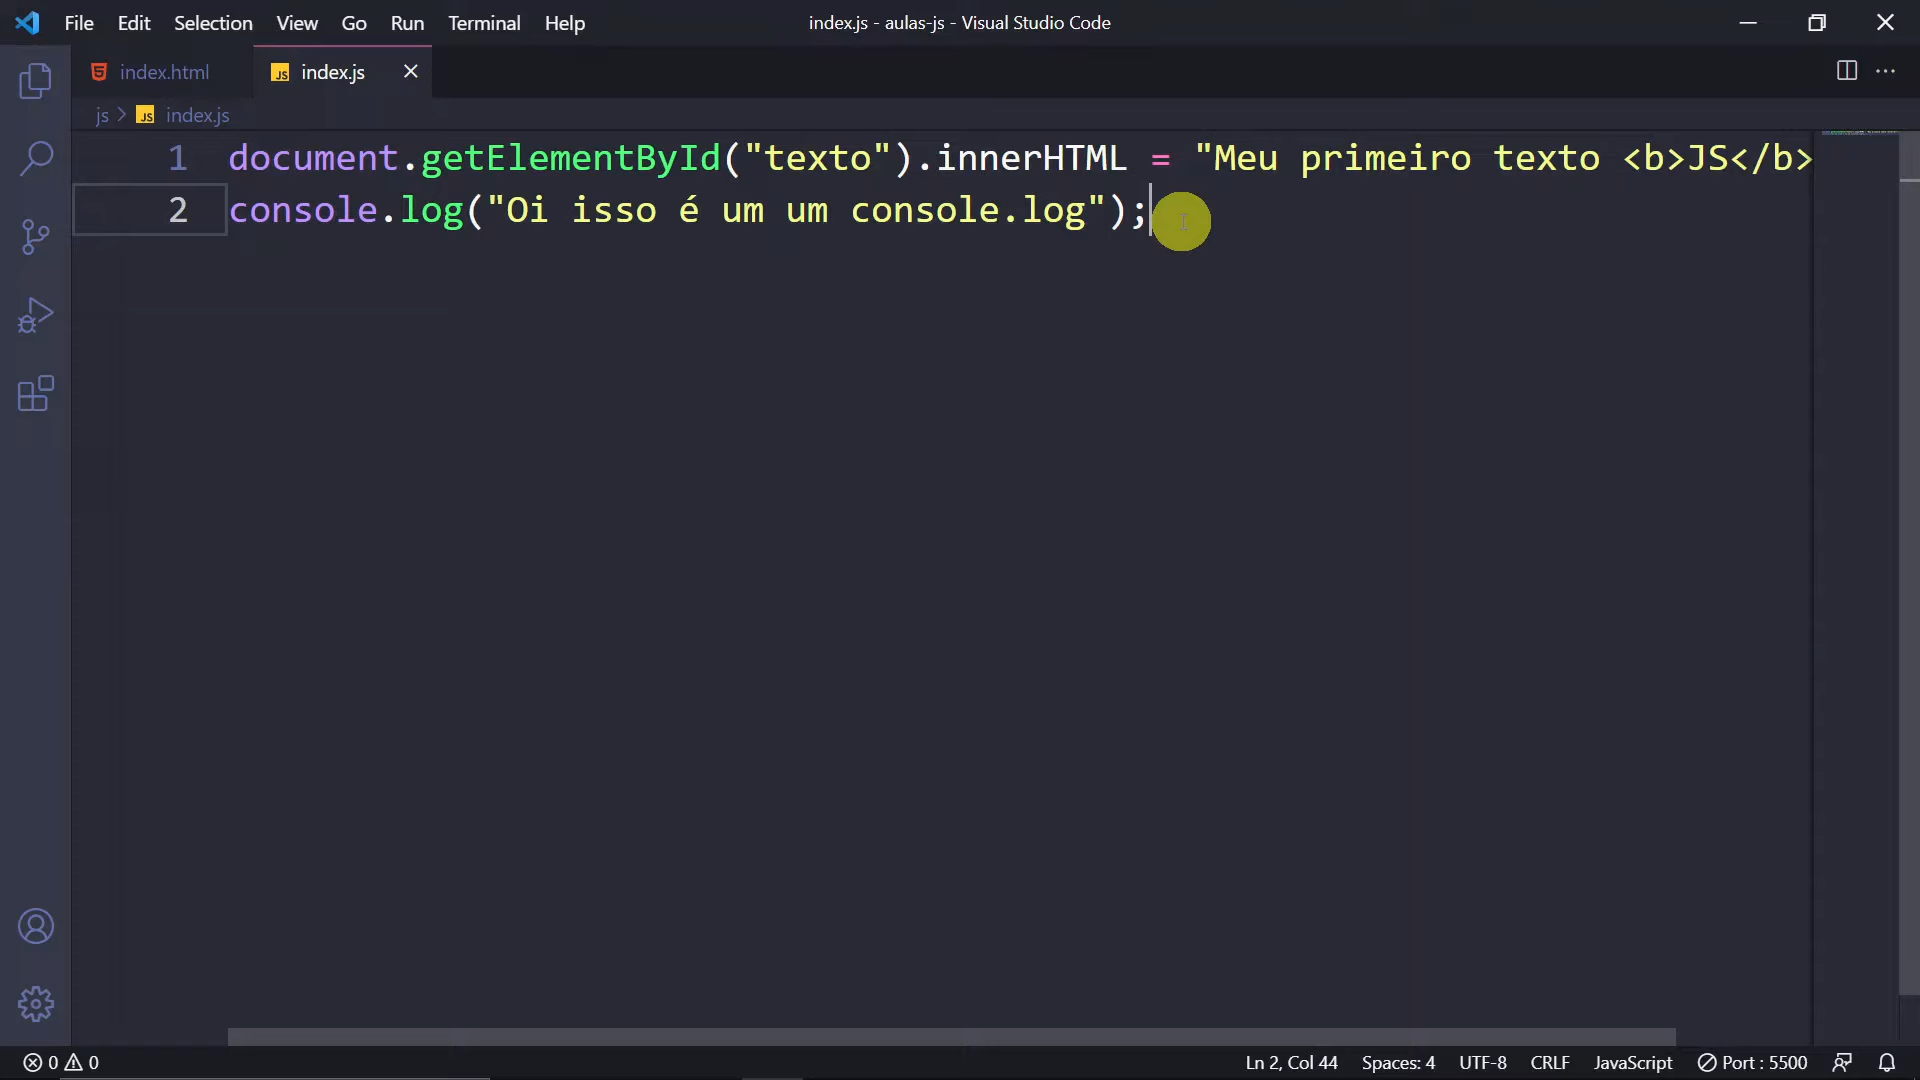 File Edit Selection View Go Run Terminal Help index.js - aulas-js - Visual Studio Code
index.html JS index.js
js > JS index.js
1 document.getElementById("texto").innerHTML = "Meu primeiro texto <b>JS</b>
2 console.log("Oi isso é um um console.log");
0 0 Ln 2, Col 44 Spaces: 4 UTF-8 CRLF JavaScript Port : 5500